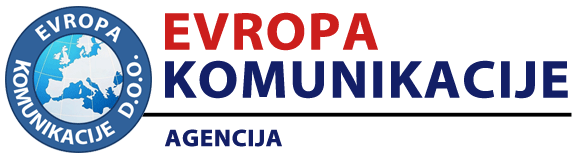 EVROPA
KOMUNIKACIJE D.O.O.
EVROPA
KOMUNIKACIJE
AGENCIJA